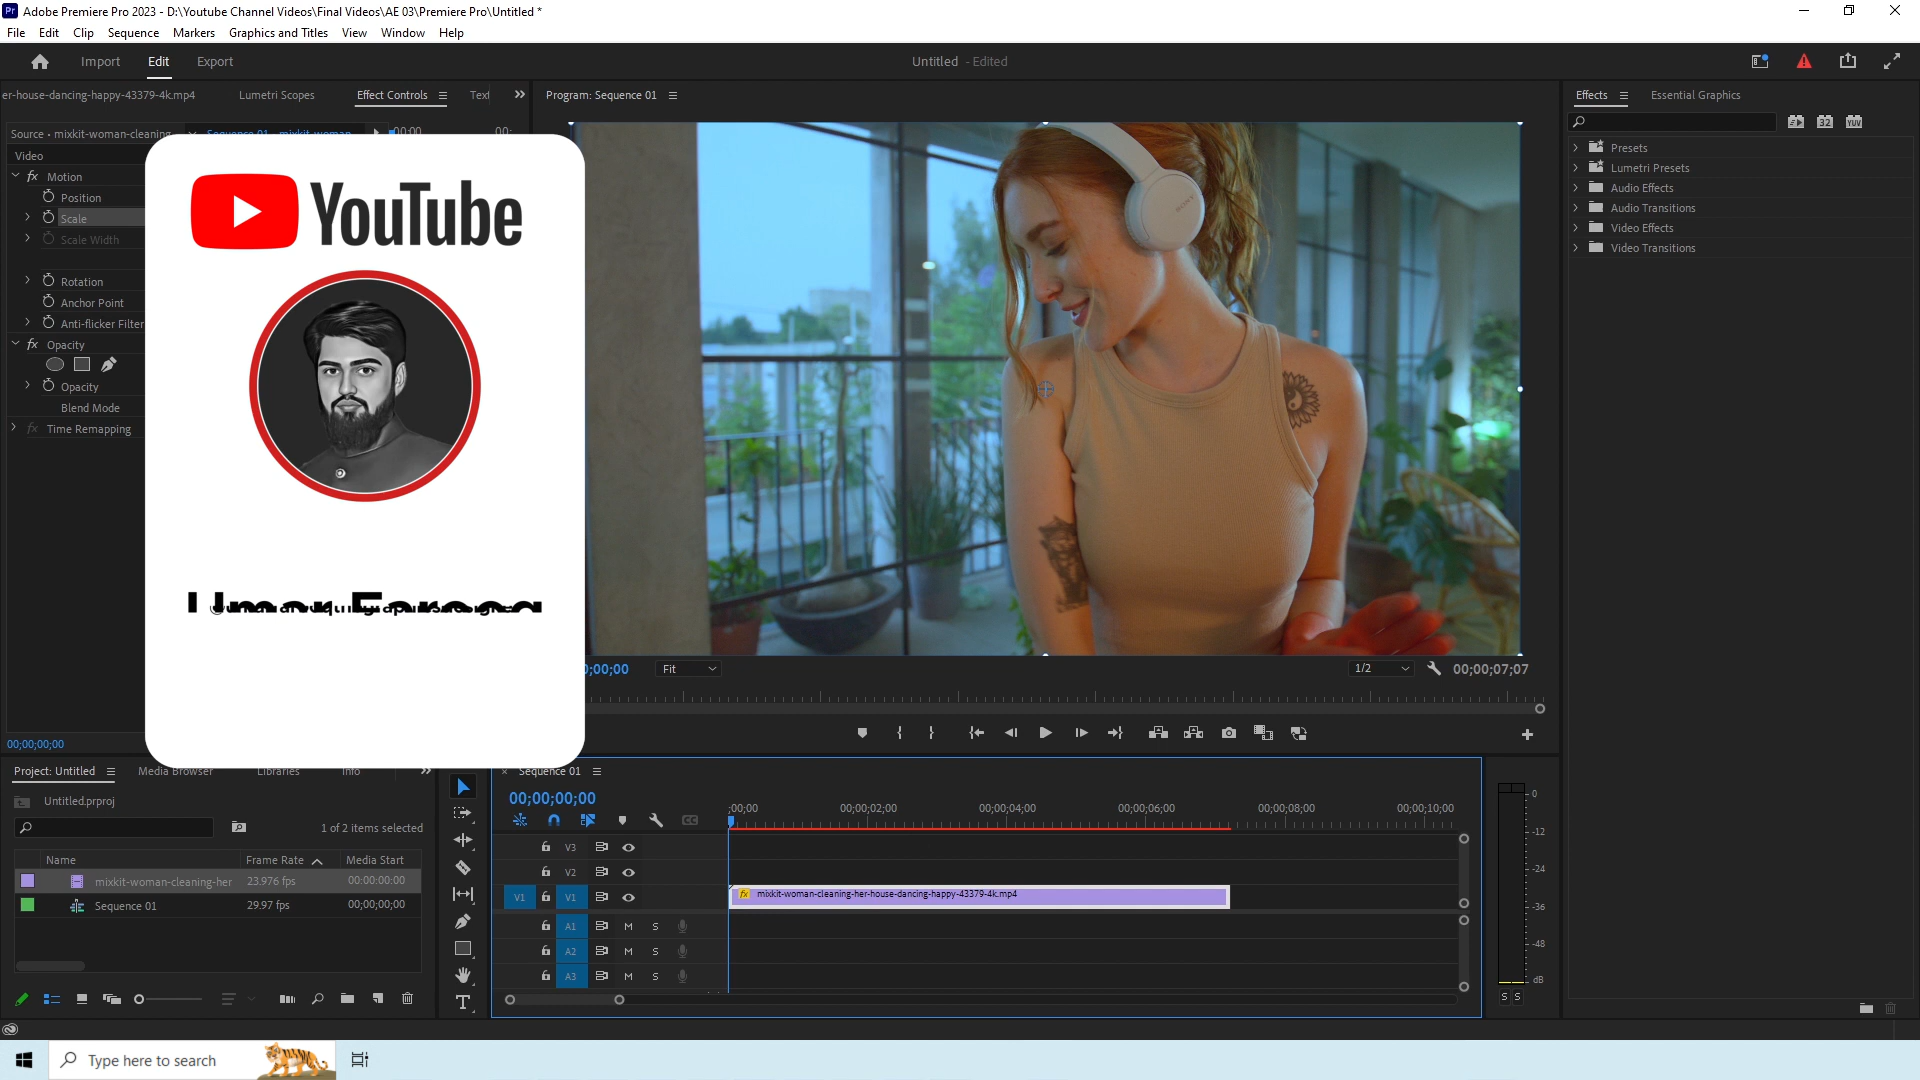 Adobe Premiere Pro 2023 - D:\Youtube Channel Videos\Final Videos\AE 03\Premiere Pro\Untitled *
File Edit Clip Sequence Markers Graphics and Titles View Window Help
Import Edit Export
Untitled - Edited
er-house-dancing-happy-43379-4k.mp4 Lumetri Scopes Effect Controls Text
Program: Sequence 01
Effects Essential Graphics
Source • mixkit-woman-cleaning
Video
fx Motion
Position
Scale
Scale Width
Rotation
Anchor Point
Anti-flicker Filter
fx Opacity
Opacity
Blend Mode
fx Time Remapping
00;00;00;00
YouTube
SONY
Presets
Lumetri Presets
Audio Effects
Audio Transitions
Video Effects
Video Transitions
32 YUV
Fit
1/2
00;00;07;07
Project: Untitled Media Browser Libraries Info
Untitled.prproj
1 of 2 items selected
Name Frame Rate Media Start
mixkit-woman-cleaning-her 23.976 fps 00:00:00:00
Sequence 01 29.97 fps 00;00;00;00
× Sequence 01
00;00;00;00
CC
;00;00 00;00;02;00 00;00;04;00 00;00;06;00 00;00;08;00 00;00;10;00
V3
V2
V1 V1 fx mixkit-woman-cleaning-her-house-dancing-happy-43379-4k.mp4
A1 M S
A2 M S
A3 M S
0
-12
-24
-36
-48
dB
S S
Type here to search